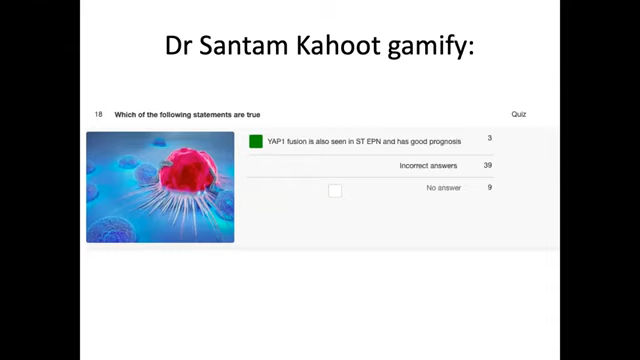 Dr Santam Kahoot gamify:
18 Which of the following statements are true Quiz
YAP1 fusion is also seen in ST EPN and has good prognosis 3
Incorrect answers 39
No answer 9